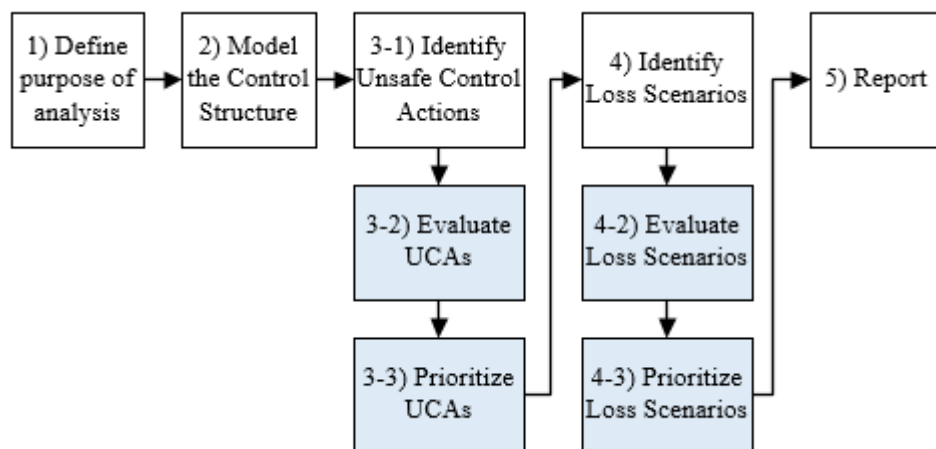 1) Define
purpose of
analysis
2) Model
the Control
Structure
3-1) Identify
Unsafe Control
Actions
3-2) Evaluate
UCAs
3-3) Prioritize
UCAs
4) Identify
Loss Scenarios
4-2) Evaluate
Loss Scenarios
4-3) Prioritize
Loss Scenarios
5) Report